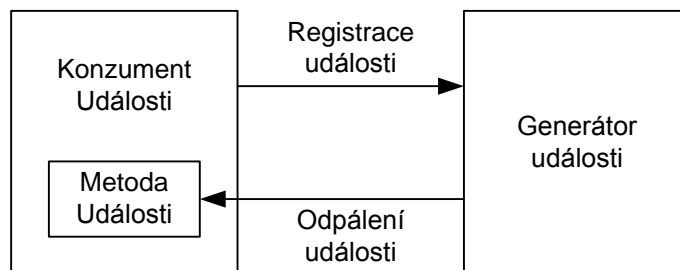 Registrace
události
Konzument
Události
Generátor
události
Metoda
Události
Odpálení
události